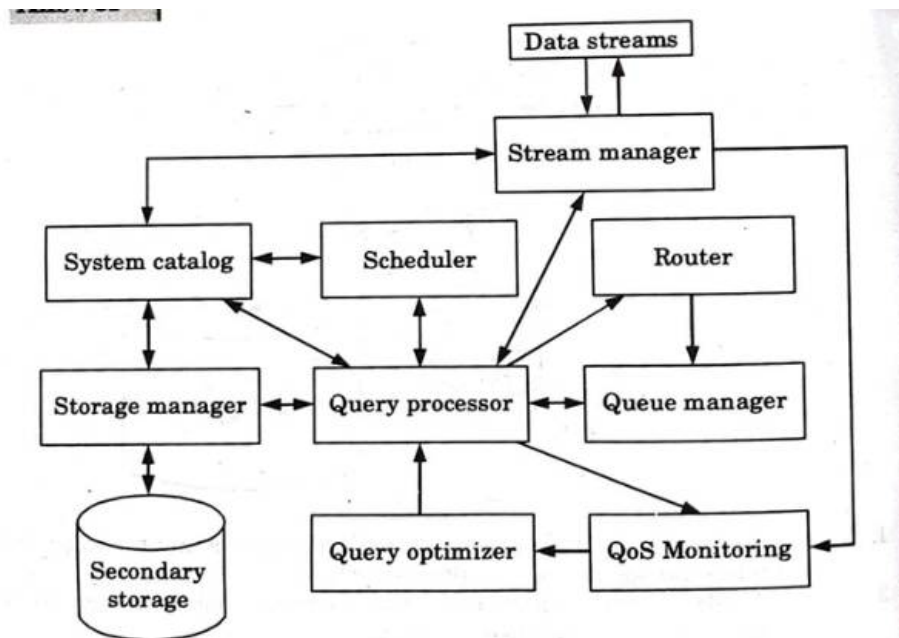 Data streams
Stream manager
System catalog
Scheduler
Router
Storage manager
Query processor
Queue manager
Query optimizer
QoS Monitoring
Secondary
storage